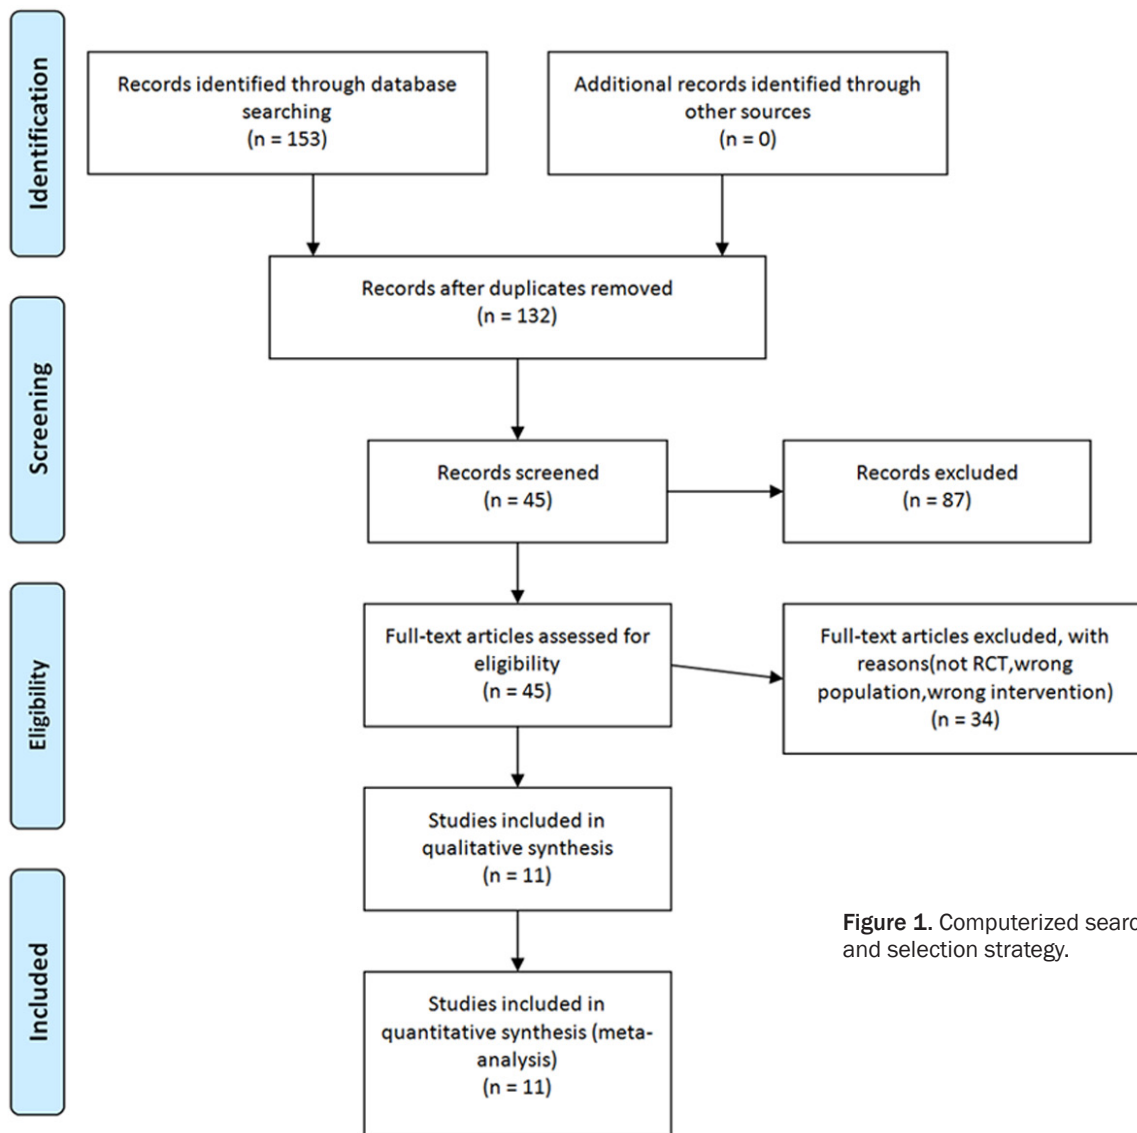 Identification
Records identified through database
searching
(n = 153)
Additional records identified through
other sources
(n = 0)
Records after duplicates removed
(n = 132)
Screening
Records screened
(n = 45)
Records excluded
(n = 87)
Eligibility
Full-text articles assessed for
eligibility
(n = 45)
Full-text articles excluded, with
reasons(not RCT,wrong
population,wrong intervention)
(n = 34)
Studies included in
qualitative synthesis
(n = 11)
Included
Studies included in
quantitative synthesis (meta-
analysis)
(n = 11)
Figure 1. Computerized
and selection strategy.